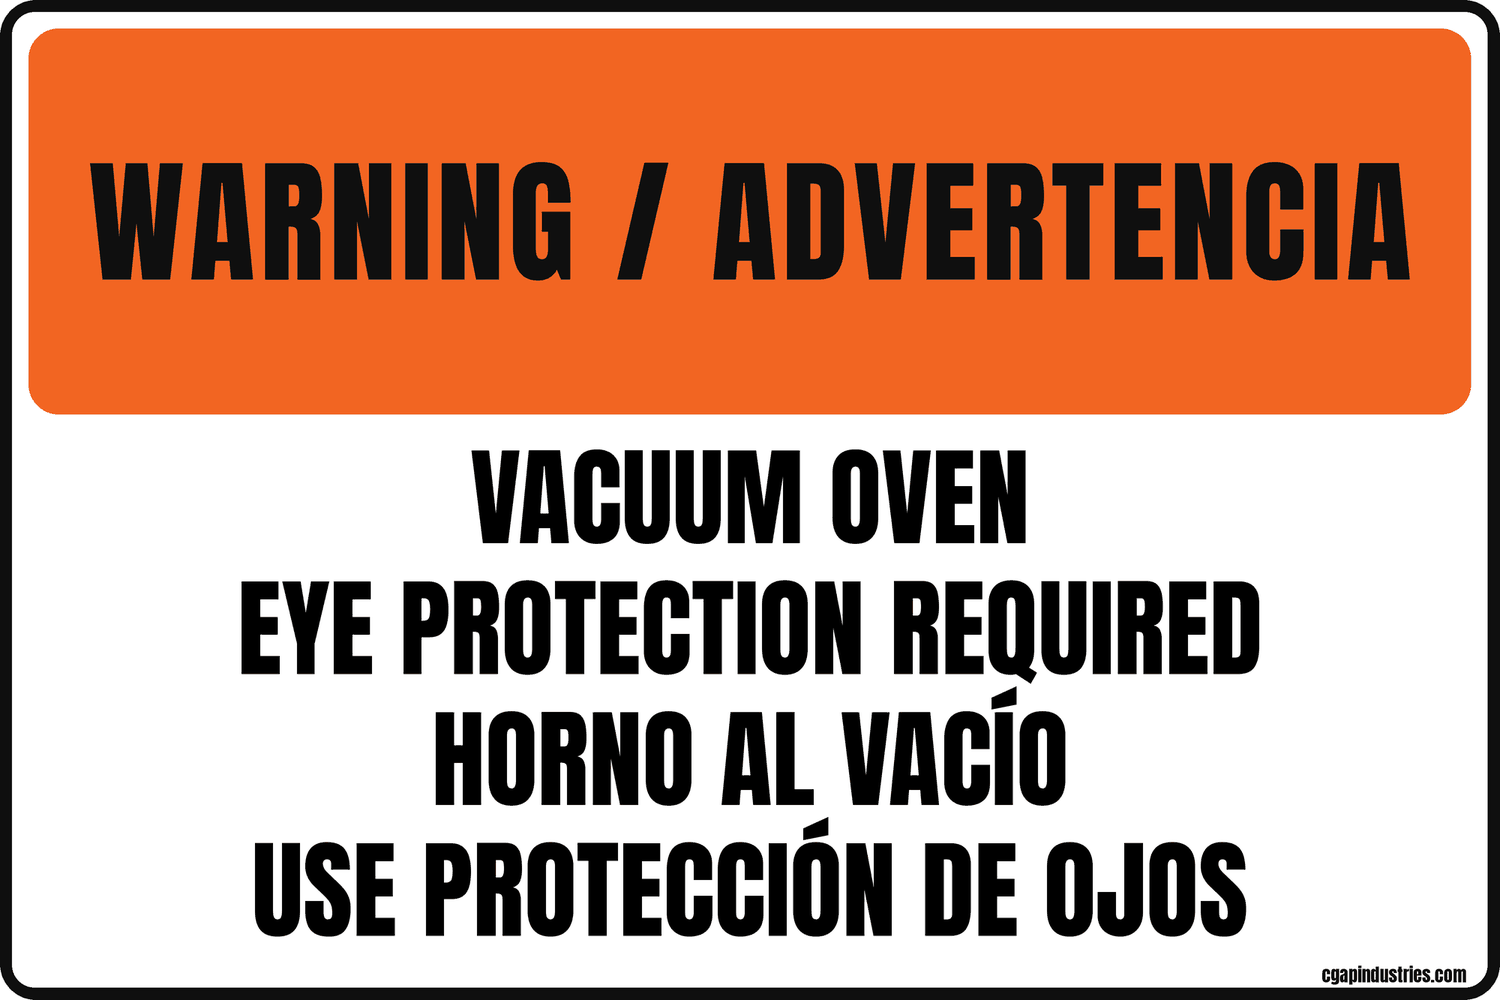 WARNING / ADVERTENCIA
VACUUM OVEN
EYE PROTECTION REQUIRED
HORNO AL VACÍO
USE PROTECCIÓN DE OJOS
cgapindustries.com